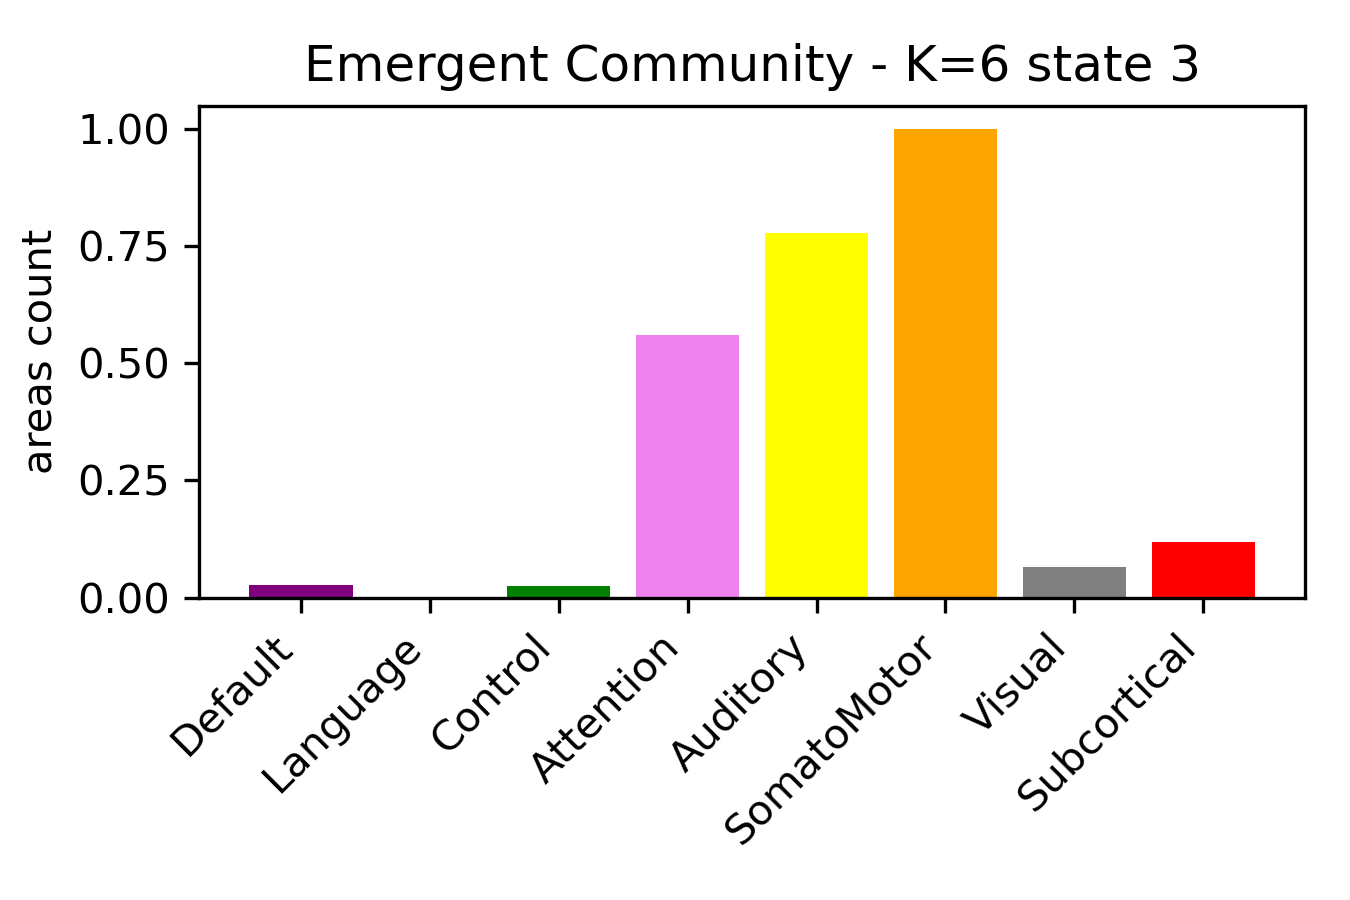 Emergent Community - K=6 state 3
1.00
0.75
0.50
0.25
0.00
areas count
Default
Language
Control
Attention
Auditory
SomatoMotor
Visual
Subcortical